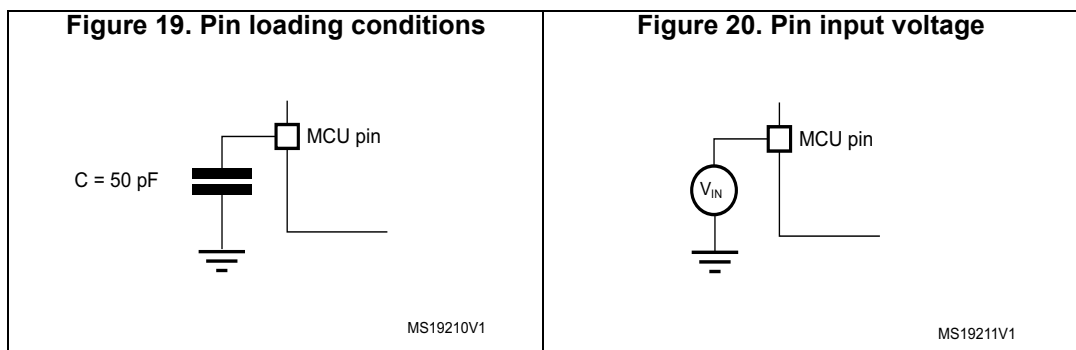 Figure 19. Pin loading conditions
Figure 20. Pin input voltage
MCU pin
C = 50 pF
MS19210V1
MCU pin
VIN
MS19211V1